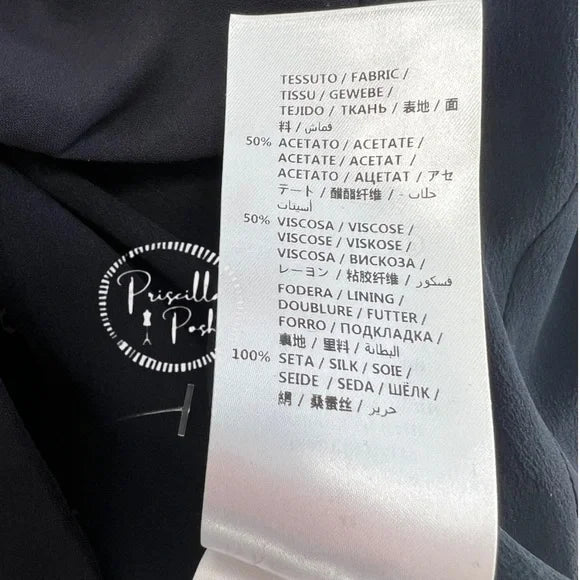 TESSUTO / FABRIC /
TISSU / GEWEBE /
TEJIDO / ТКАНЬ / 表地 / 面
料 / قماش /
50% ACETATO / ACETATE /
ACETATE / ACETAT /
ACETATO / АЦЕТАТ / アセ
テート / 醋酯纤维 / - حلاب
أسيتات
50% VISCOSA / VISCOSE /
VISCOSE / VISKOSE /
VISCOSA / ВИСКОЗА /
レーヨン / 粘胶纤维 / فسكور /
FODERA / LINING /
DOUBLURE / FUTTER /
FORRO / ПОДКЛАДКА /
裏地 / 里料 / البطانة /
100% SETA / SILK / SOIE /
SEIDE / SEDA / ШЁЛК /
絹 / 桑蚕丝 / حرير /
Priscilla
Posh